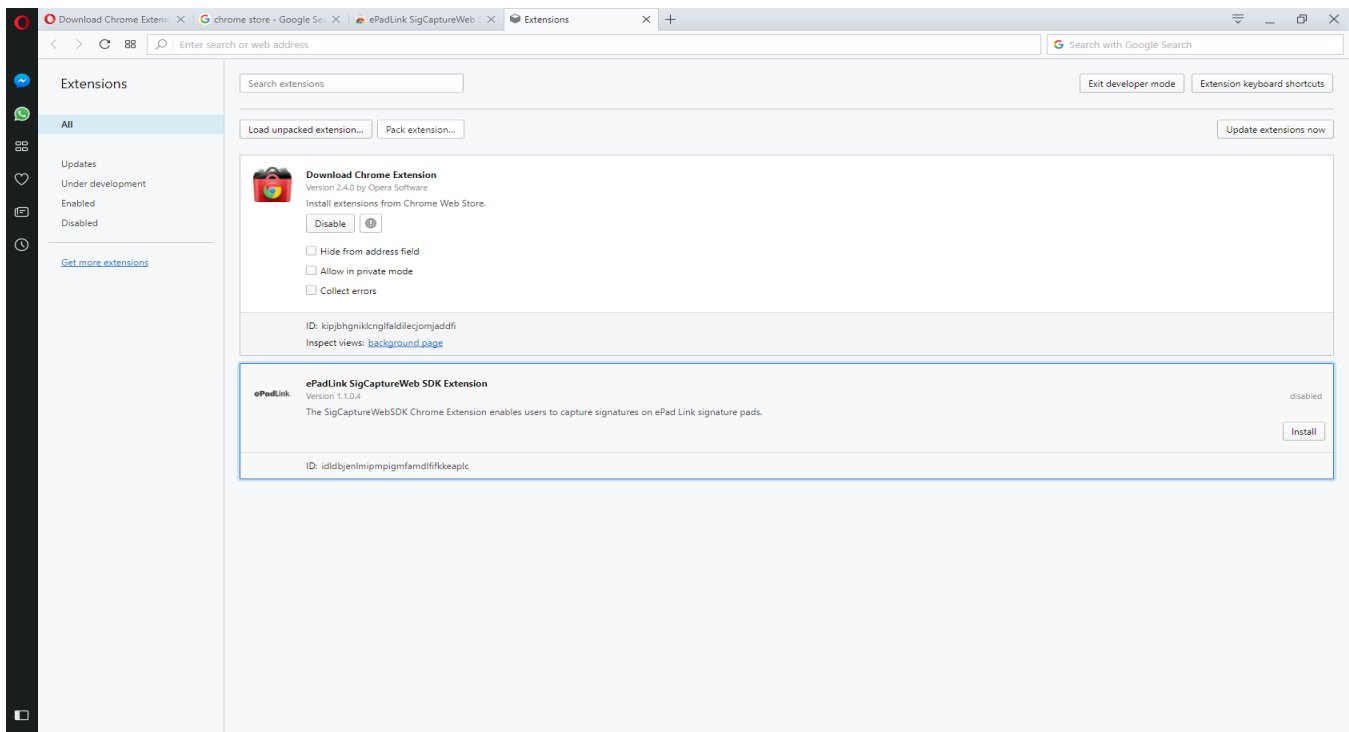 Download Chrome Extens
chrome store - Google Se
ePadLink SigCaptureWeb S
Extensions
Enter search or web address
Search with Google Search
Extensions
Search extensions
Exit developer mode
Extension keyboard shortcuts
All
Load unpacked extension...
Pack extension...
Update extensions now
Updates
Under development
Enabled
Disabled
Get more extensions
Download Chrome Extension
Version 2.4.0 by Opera Software
Install extensions from Chrome Web Store.
Disable
Hide from address field
Allow in private mode
Collect errors
ID: kipjbhgniklcnglfaldilecjomjaddfi
Inspect views: background page
ePadLink
ePadLink SigCaptureWeb SDK Extension
Version 1.1.0.4
disabled
The SigCaptureWebSDK Chrome Extension enables users to capture signatures on ePad Link signature pads.
Install
ID: idldbjenlmipmpigmfamdlfifkkeaplc